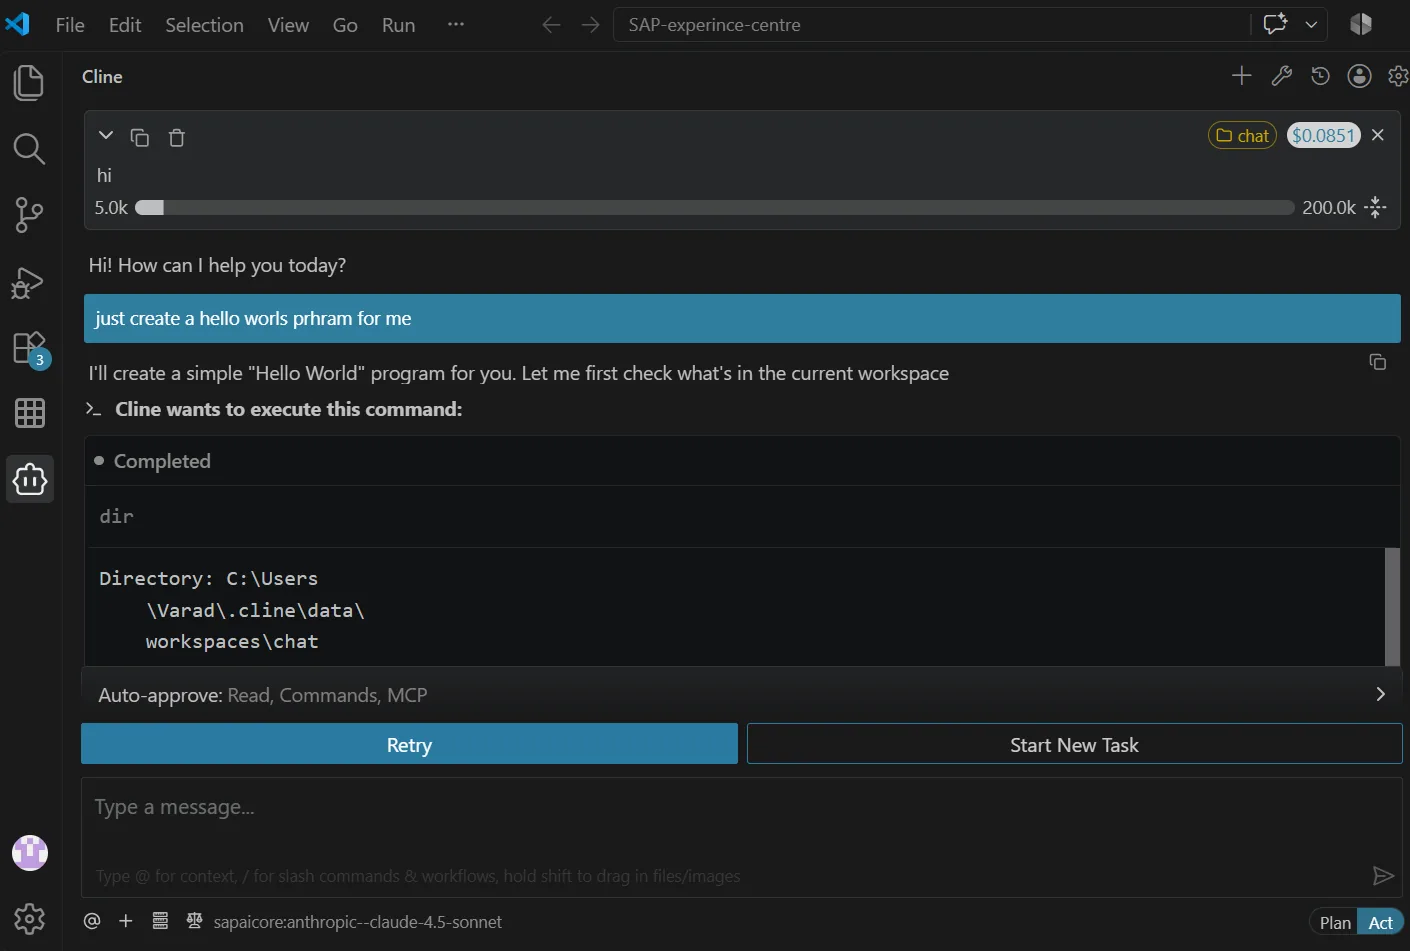 File Edit Selection View Go Run ...
SAP-experince-centre
Cline
chat $0.0851
hi
5.0k 200.0k
Hi! How can I help you today?
just create a hello worls prhram for me
I'll create a simple "Hello World" program for you. Let me first check what's in the current workspace
Cline wants to execute this command:
Completed
dir
Directory: C:\Users
\Varad\.cline\data\
workspaces\chat
Auto-approve: Read, Commands, MCP
Retry Start New Task
Type a message...
Type @ for context, / for slash commands & workflows, hold shift to drag in files/images
sapaicore:anthropic--claude-4.5-sonnet
Plan Act
3